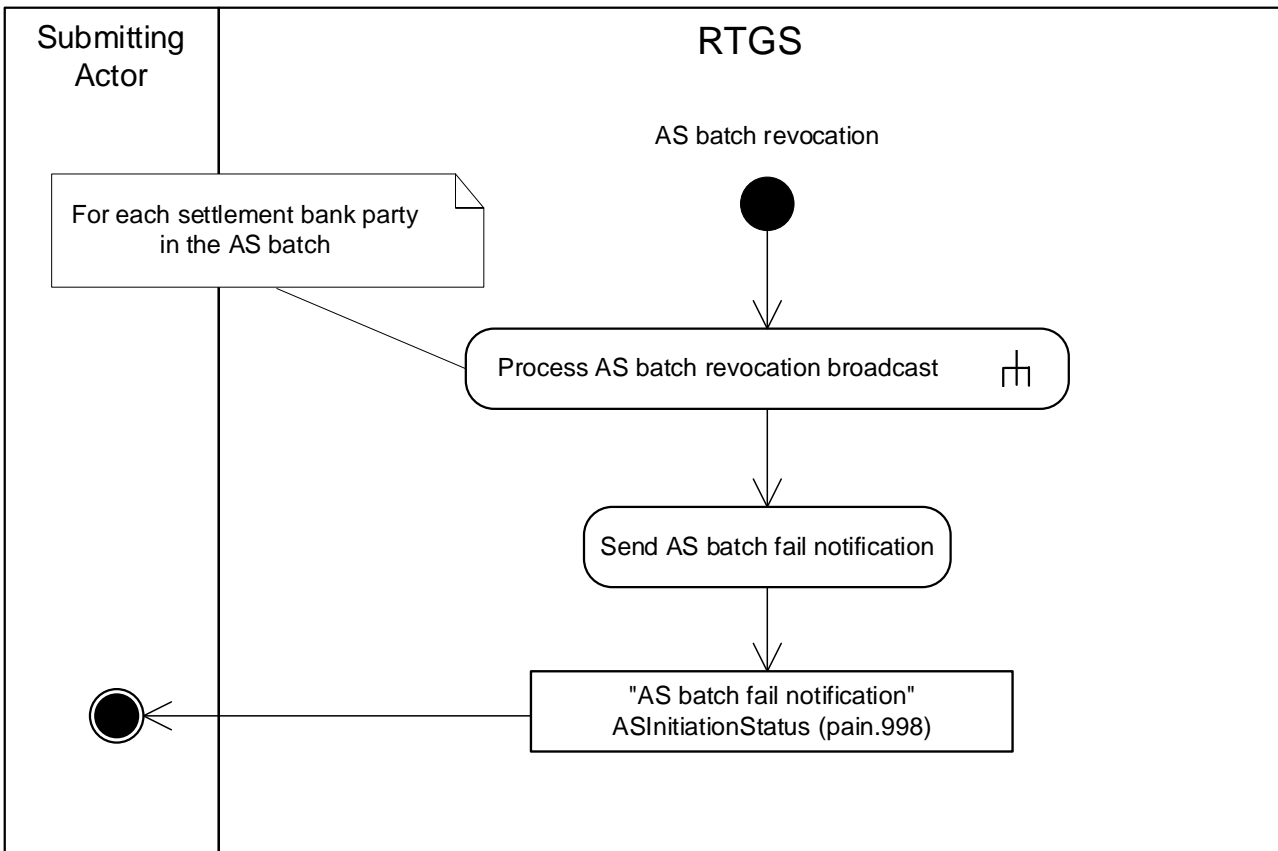 Submitting
Actor
RTGS
AS batch revocation
For each settlement bank party
in the AS batch
Process AS batch revocation broadcast
Send AS batch fail notification
"AS batch fail notification"
ASInitiationStatus (pain.998)